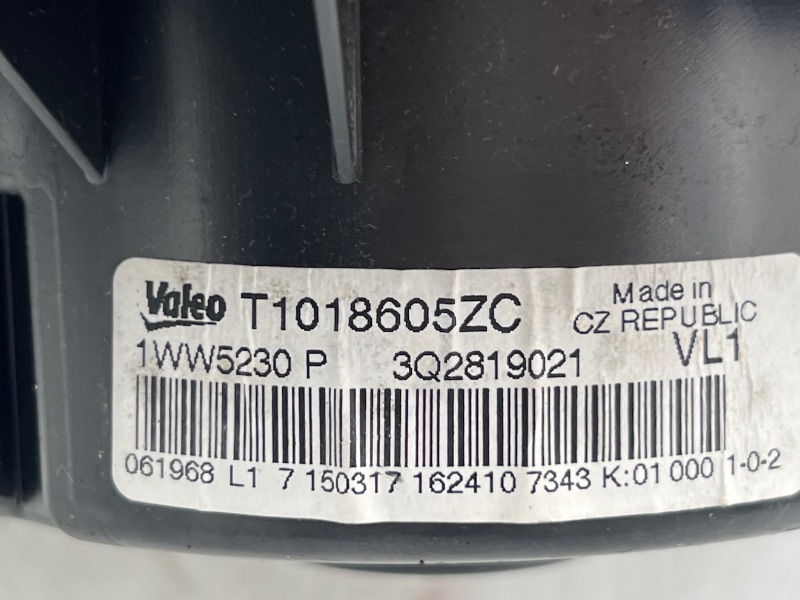 Valeo T1018605ZC Made in
CZ REPUBLIC
1WW5230 P 3Q2819021 VL1
061968 L1 7 150317 162410 7343 K:01 000 1-0-2